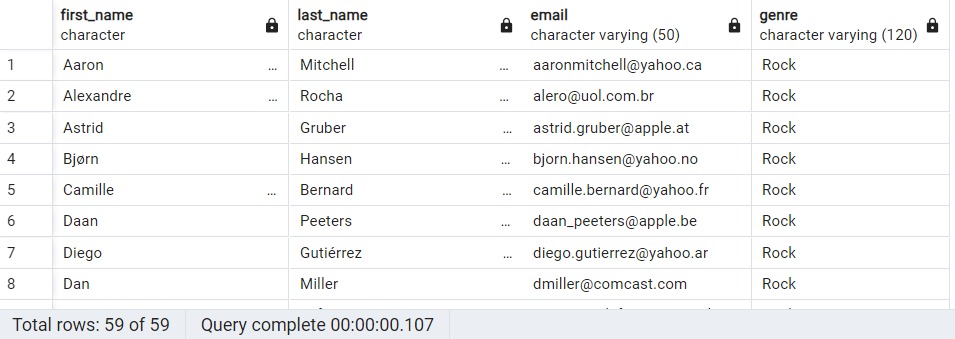 first_name last_name email genre
character character character varying (50) character varying (120)
1 Aaron ... Mitchell ... aaronmitchell@yahoo.ca Rock
2 Alexandre ... Rocha ... alero@uol.com.br Rock
3 Astrid Gruber ... astrid.gruber@apple.at Rock
4 Bjørn Hansen ... bjorn.hansen@yahoo.no Rock
5 Camille ... Bernard ... camille.bernard@yahoo.fr Rock
6 Daan Peeters ... daan_peeters@apple.be Rock
7 Diego Gutiérrez ... diego.gutierrez@yahoo.ar Rock
8 Dan Miller dmiller@comcast.com Rock
Total rows: 59 of 59 Query complete 00:00:00.107